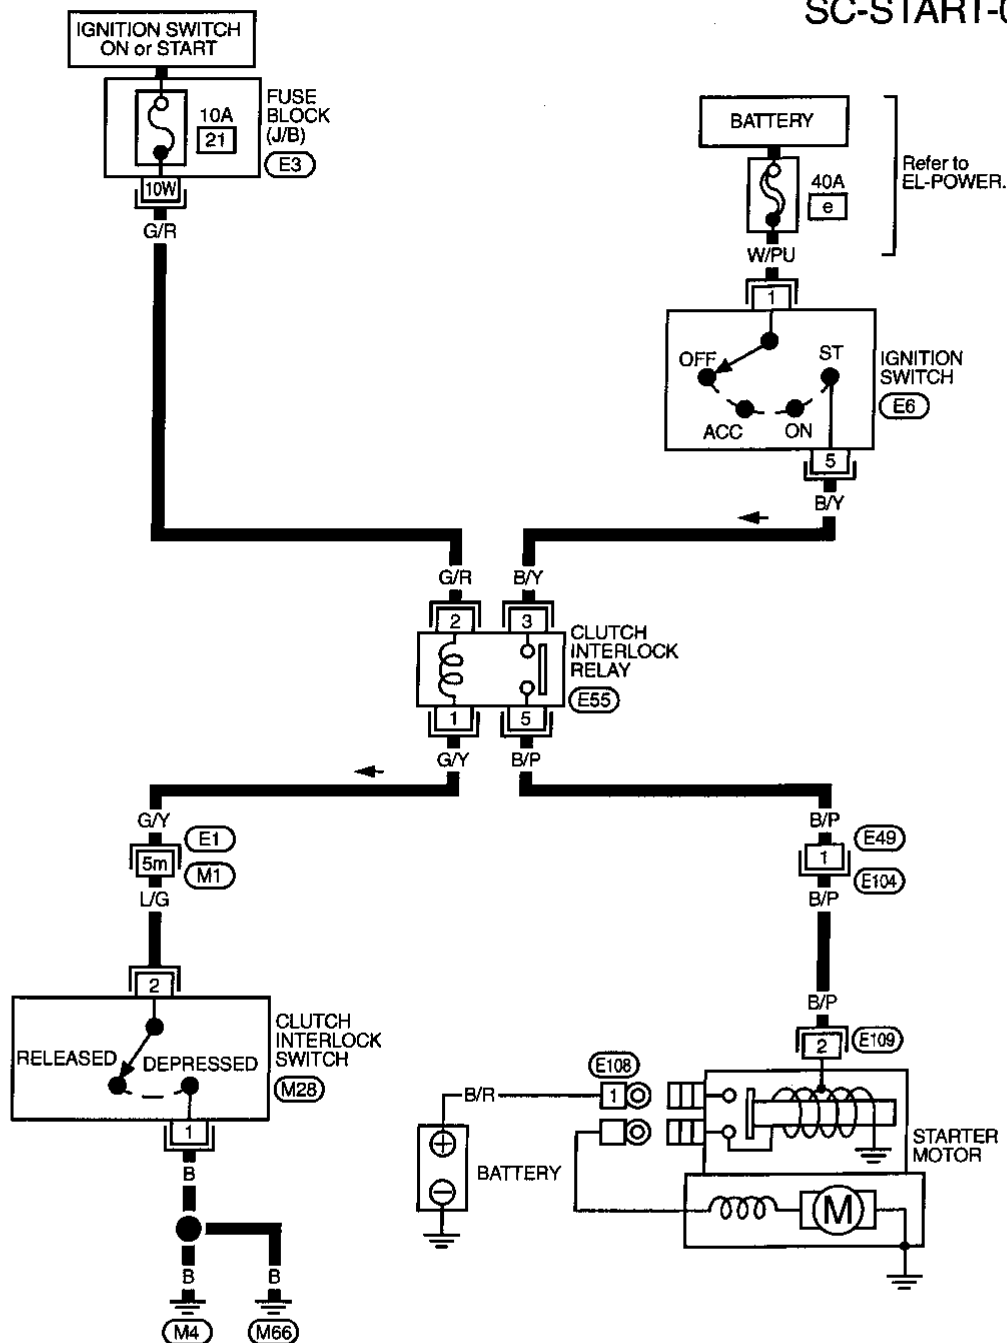 SC-START-0
IGNITION SWITCH
ON or START
FUSE
BLOCK
(J/B)
10A
21
E3
10W
G/R
BATTERY
40A
e
Refer to
EL-POWER.
W/PU
1
OFF
ST
ACC
ON
IGNITION
SWITCH
E6
5
B/Y
G/R
B/Y
2
3
CLUTCH
INTERLOCK
RELAY
E55
1
5
G/Y
B/P
G/Y
E1
5m
M1
L/G
B/P
E49
1
E104
B/P
2
RELEASED
DEPRESSED
CLUTCH
INTERLOCK
SWITCH
M28
1
B
B
B
M4
M66
B/P
2
E109
E108
B/R
1
BATTERY
STARTER
MOTOR
M